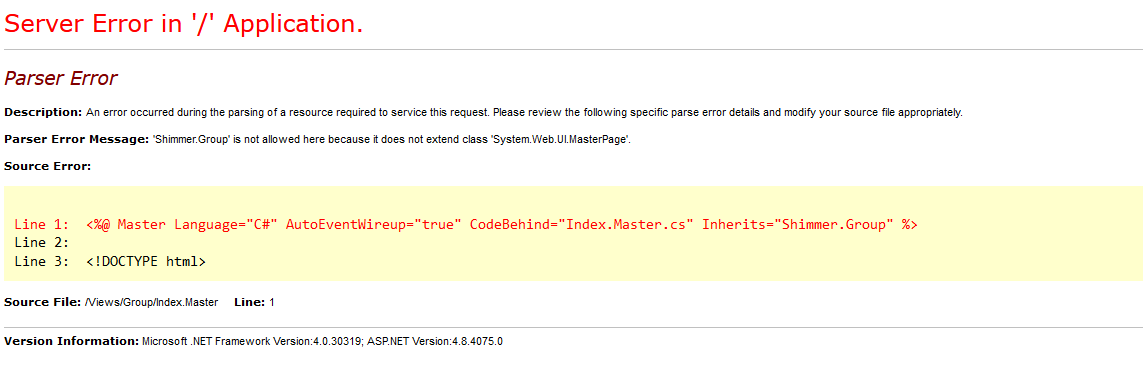 Server Error in '/' Application.
Parser Error
Description: An error occurred during the parsing of a resource required to service this request. Please review the following specific parse error details and modify your source file appropriately.
Parser Error Message: 'Shimmer.Group' is not allowed here because it does not extend class 'System.Web.UI.MasterPage'.
Source Error:
Line 1:  <%@ Master Language="C#" AutoEventWireup="true" CodeBehind="Index.Master.cs" Inherits="Shimmer.Group" %>
Line 2:
Line 3:  <!DOCTYPE html>
Source File: /Views/Group/Index.Master    Line: 1
Version Information: Microsoft .NET Framework Version:4.0.30319; ASP.NET Version:4.8.4075.0